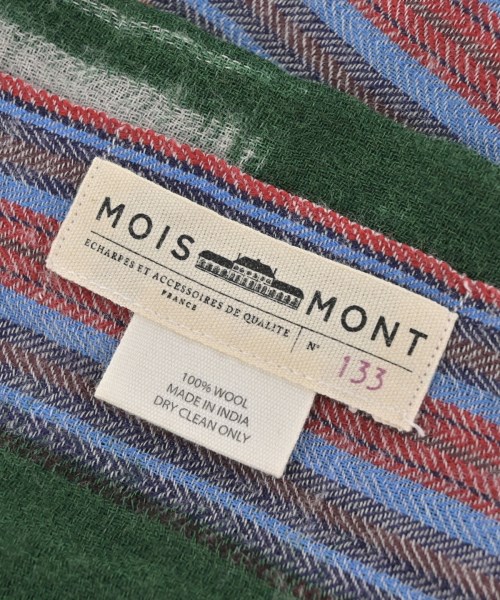 MOIS MONT
ECHARPES ET ACCESSOIRES DE QUALITE
FRANCE
N° 133
100% WOOL
MADE IN INDIA
DRY CLEAN ONLY